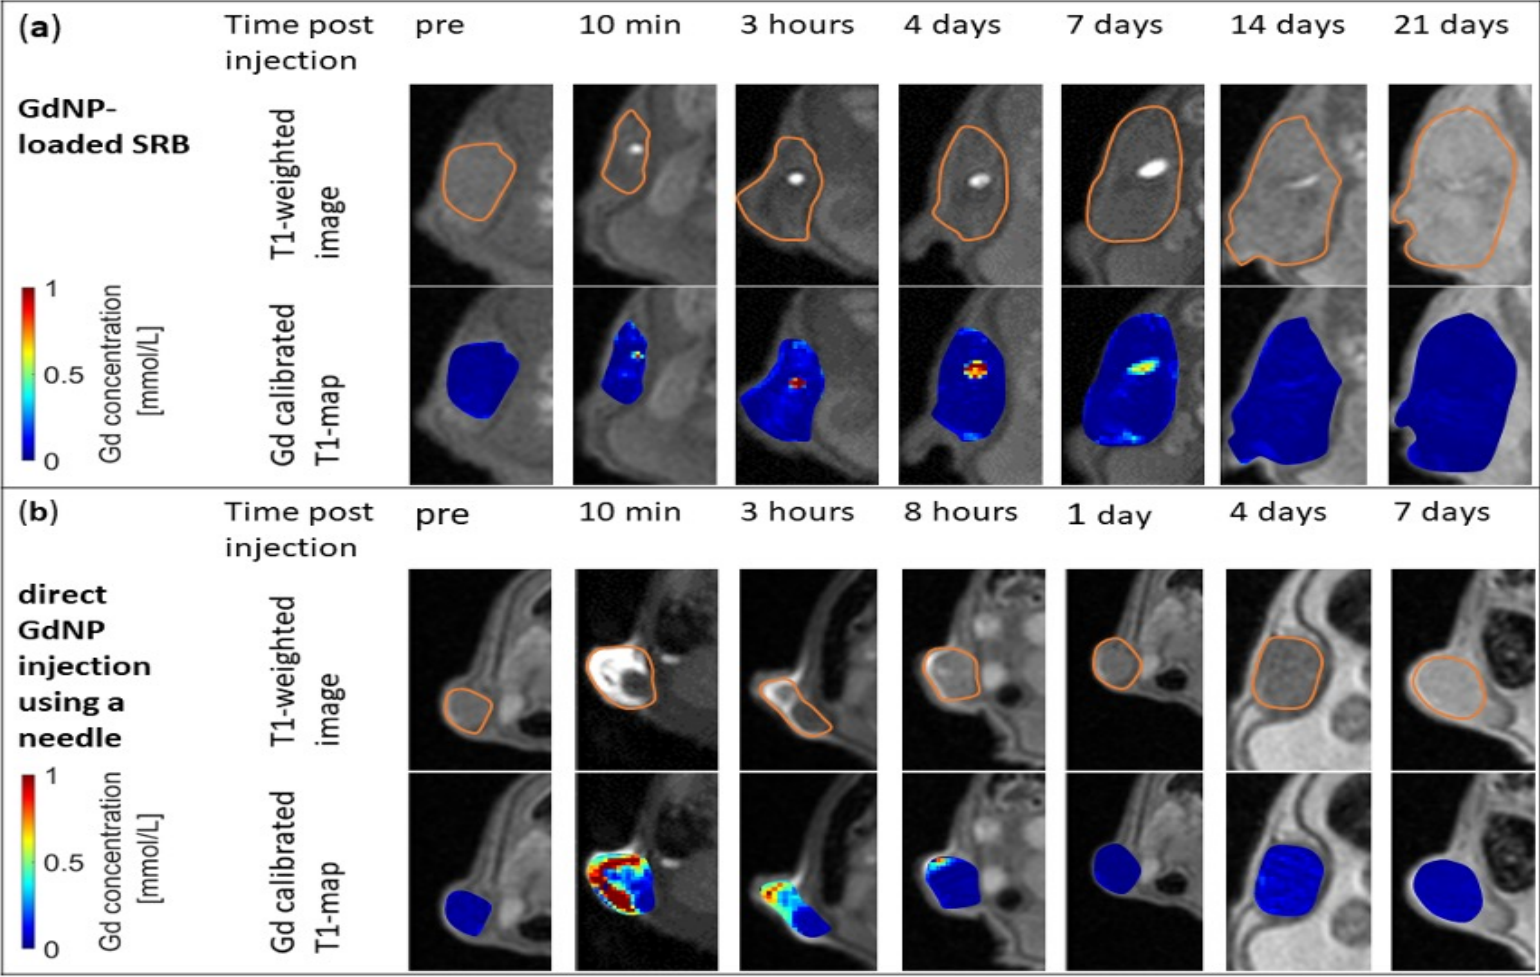 (a) Time post injection pre 10 min 3 hours 4 days 7 days 14 days 21 days
GdNP-
loaded SRB
T1-weighted
image
1
0.5
0
Gd concentration
[mmol/L]
Gd calibrated
T1-map
(b) Time post injection pre 10 min 3 hours 8 hours 1 day 4 days 7 days
direct
GdNP
injection
using a
needle
T1-weighted
image
1
0.5
0
Gd concentration
[mmol/L]
Gd calibrated
T1-map